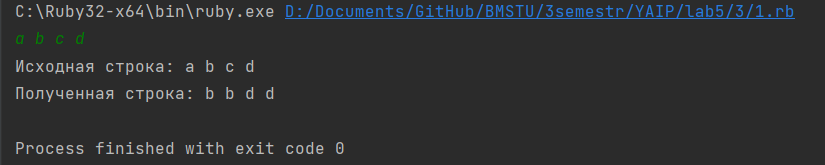 C:\Ruby32-x64\bin\ruby.exe D:/Documents/GitHub/BMSTU/3semestr/YAIP/lab5/3/1.rb
a b c d
Исходная строка: a b c d
Полученная строка: b b d d
Process finished with exit code 0